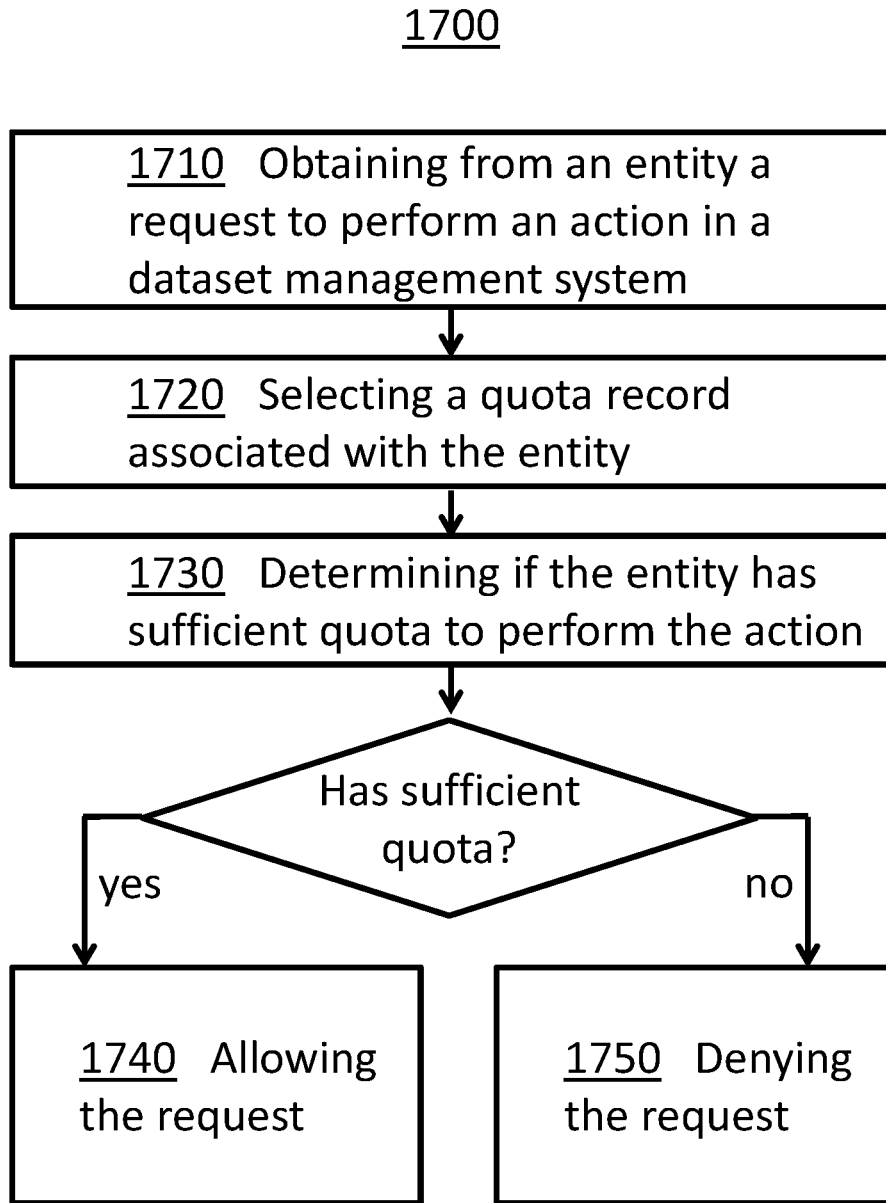 1700
1710 Obtaining from an entity a
request to perform an action in a
dataset management system
1720 Selecting a quota record
associated with the entity
1730 Determining if the entity has
sufficient quota to perform the action
Has sufficient
quota?
yes
no
1740 Allowing
the request
1750 Denying
the request